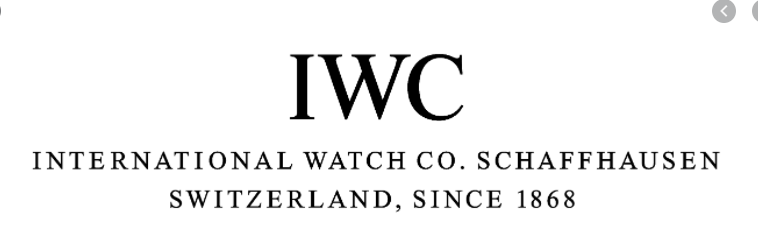 IWC
INTERNATIONAL WATCH CO. SCHAFFHAUSEN
SWITZERLAND, SINCE 1868